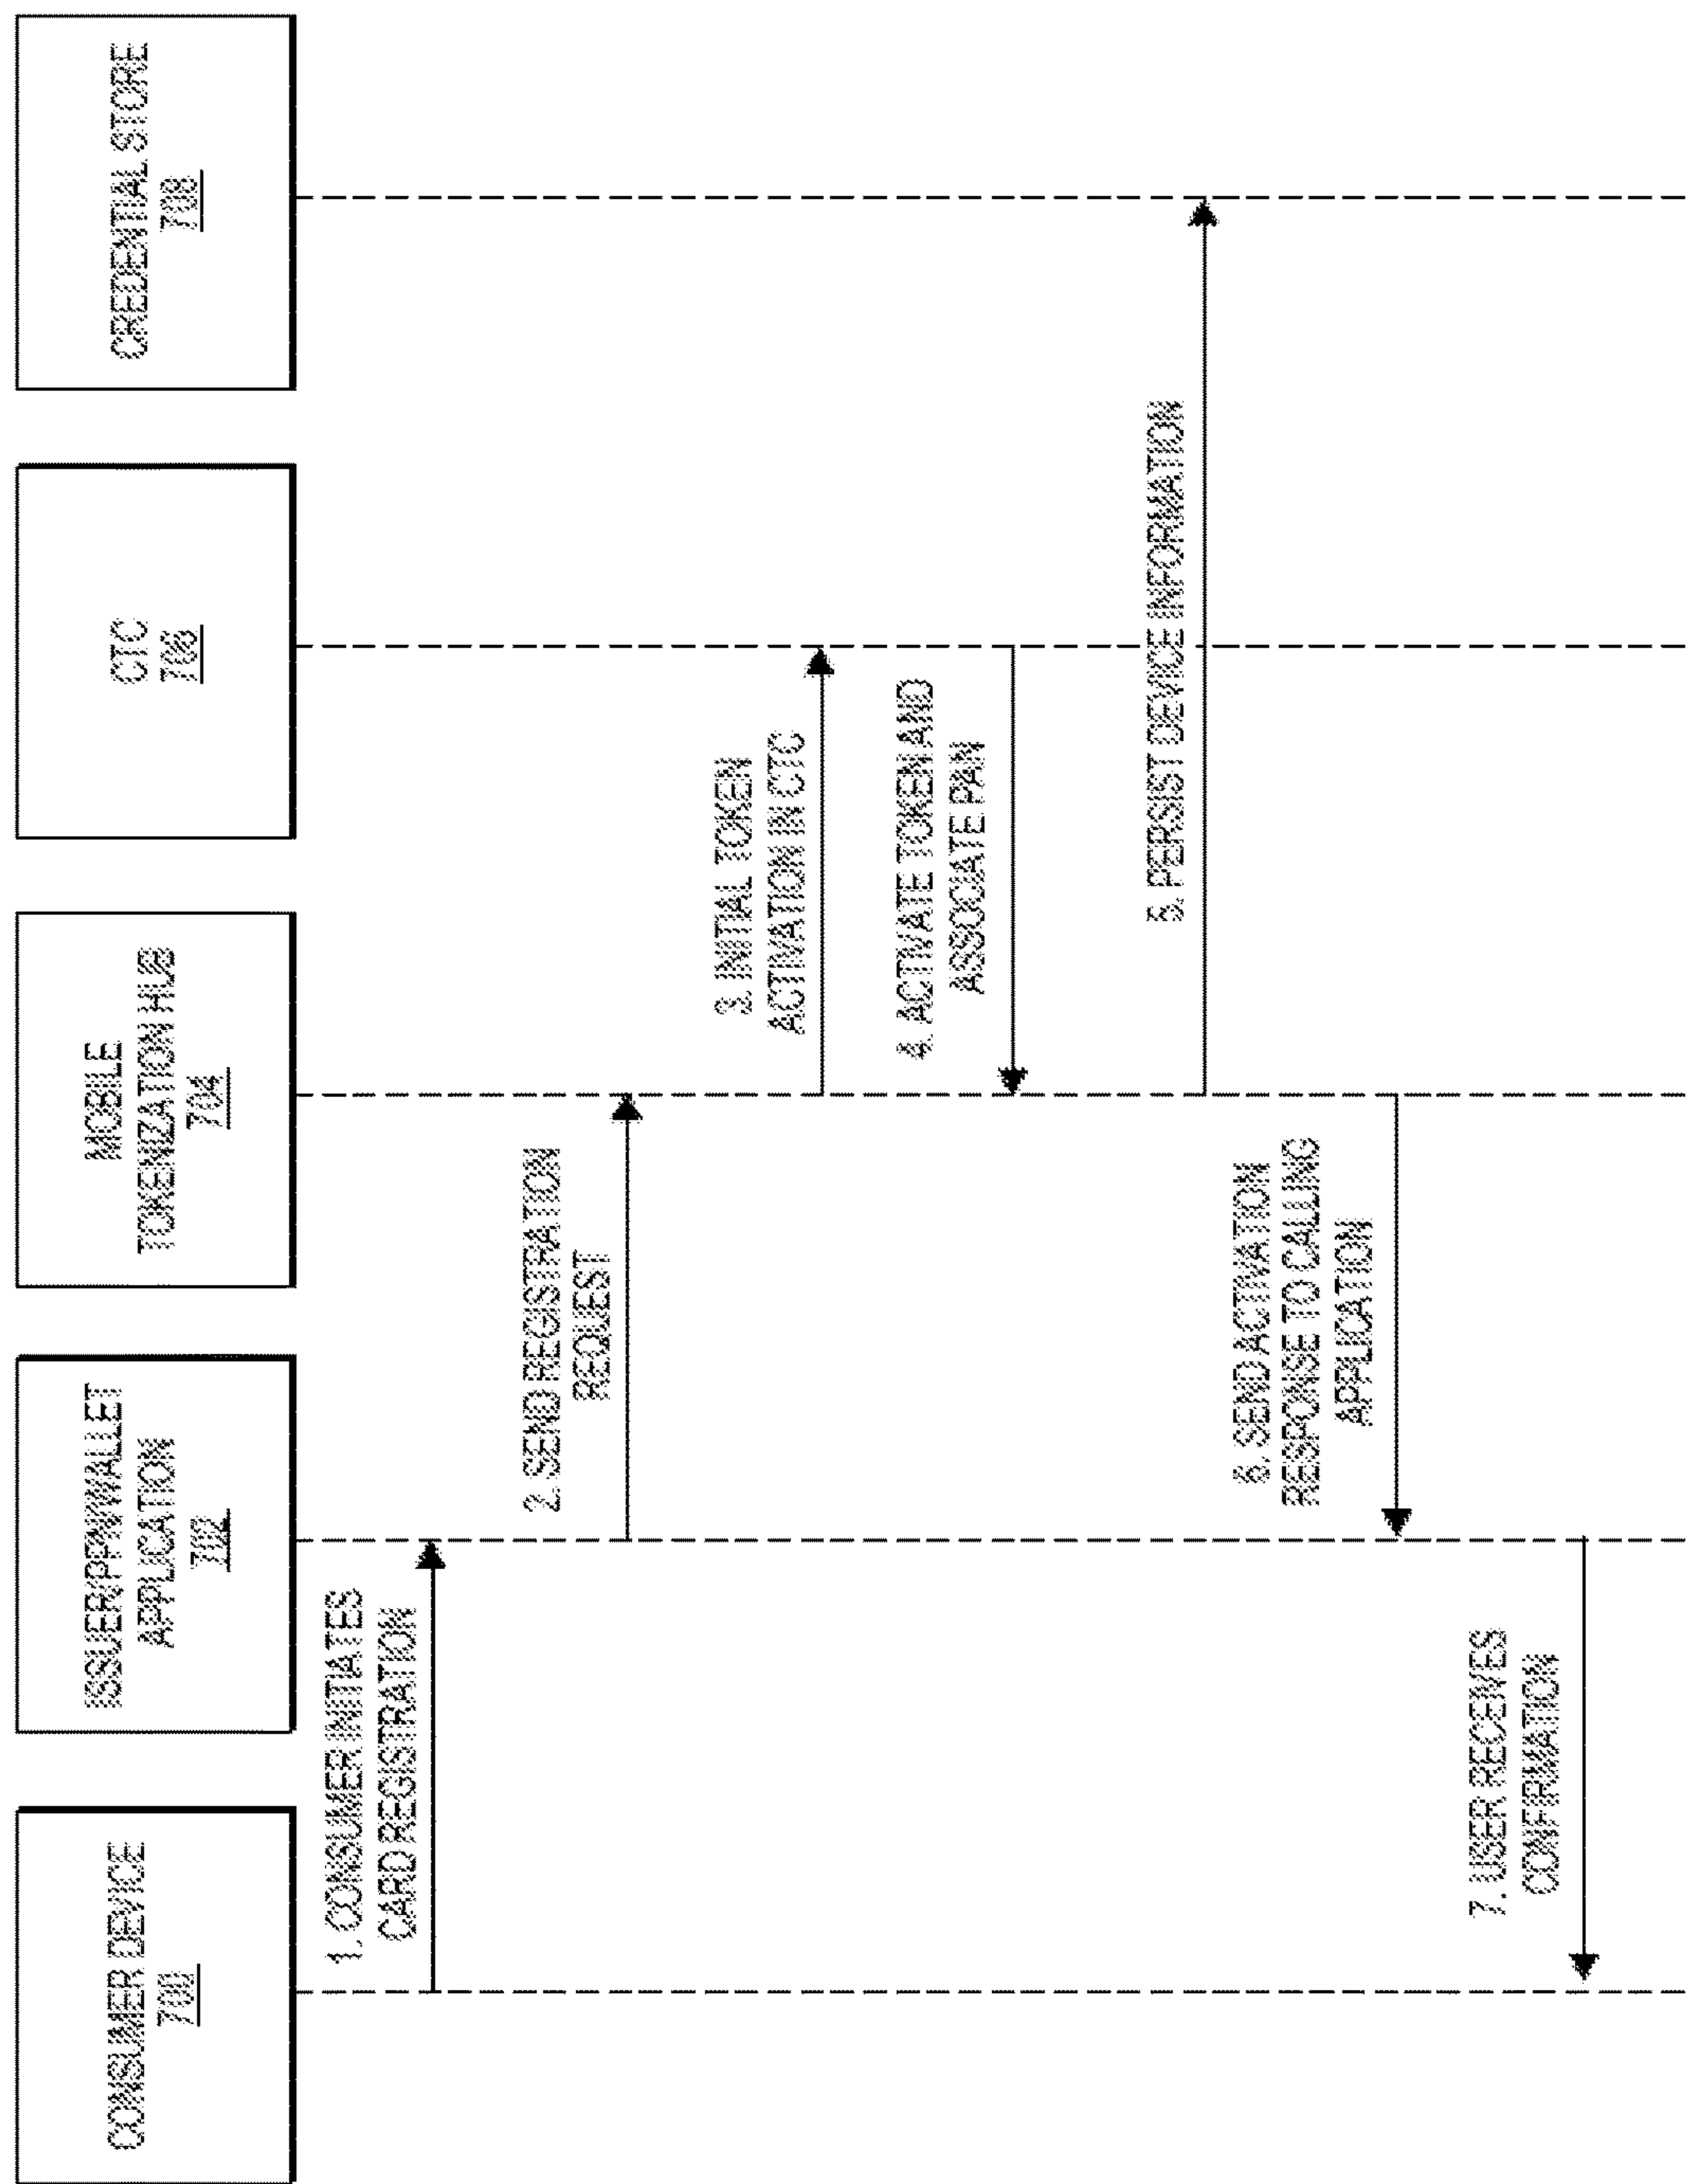 CONSUMER DEVICE
700
ISSUER/PPN/WALLET
APPLICATION
702
MOBILE
TOKENIZATION HUB
704
CTC
706
CREDENTIAL STORE
708
1. CONSUMER INITIATES
CARD REGISTRATION
2. SEND REGISTRATION
REQUEST
3. INITIAL TOKEN
ACTIVATION IN CTC
4. ACTIVATE TOKEN AND
ASSOCIATE PAN
5. PERSIST DEVICE INFORMATION
6. SEND ACTIVATION
RESPONSE TO CALLING
APPLICATION
7. USER RECEIVES
CONFIRMATION